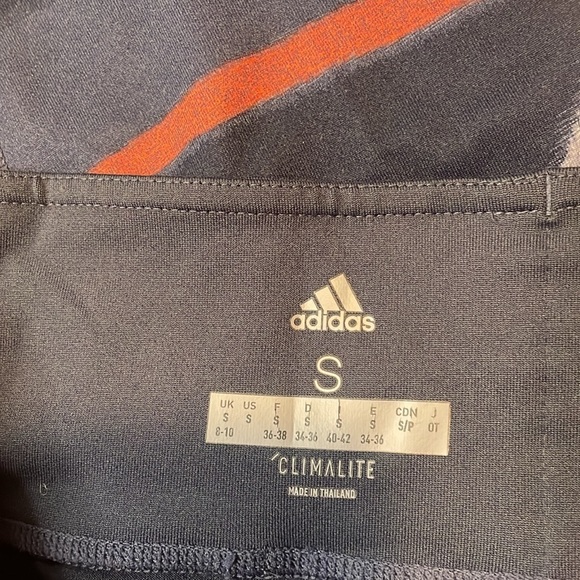 adidas
S
UK US F D I E CDN J
S S S S S S S/P OT
8-10 36-38 34-36 40-42 34-36
CLIMALITE
MADE IN THAILAND